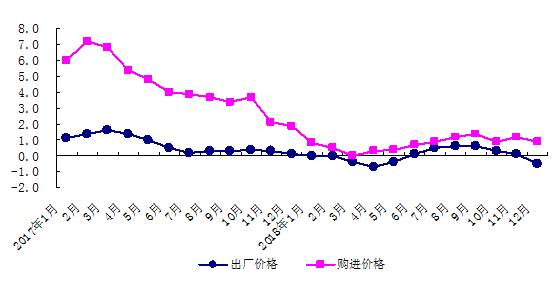 8.0
7.0
6.0
5.0
4.0
3.0
2.0
1.0
0.0
-1.0
-2.0
2017年1月
2月
3月
4月
5月
6月
7月
8月
9月
10月
11月
12月
2018年1月
2月
3月
4月
5月
6月
7月
8月
9月
10月
11月
12月
出厂价格
购进价格